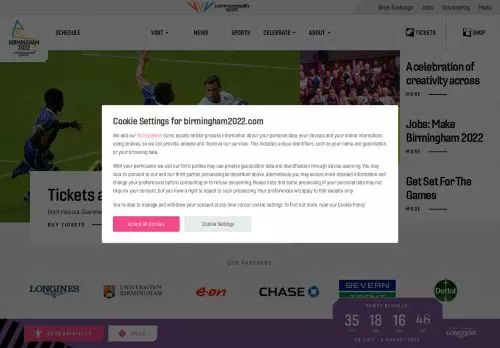 commonwealth sport
Brum Exchange Jobs Volunteering Media
BIRMINGHAM 2022
SCHEDULE VISIT NEWS SPORTS CELEBRATE ABOUT TICKETS SHOP
A celebration of
creativity across
MORE
Jobs: Make
Birmingham 2022
MORE
Get Set For The
Games
MORE
Cookie Settings for birmingham2022.com
We and our third parties store, access and/or process information about your personal data, your devices and your online interactions
using cookies, so we can provide, analyse and improve our services. This includes unique identifiers, such as your name and geolocation
or your browsing data.
With your permission we and our third parties may use precise geolocation data and identification through device scanning. You may
click to consent to our and our third parties processing as described above. Alternatively you may access more detailed information and
change your preferences before consenting or to refuse consenting. Please note that some processing of your personal data may not
require your consent, but you have a right to object to such processing. Your preferences will apply to this website only.
You're able to manage and withdraw your consent at any time via our cookie settings. To find out more, read our Cookie Policy.
Accept All Cookies Cookie Settings
Tickets a
Don't miss out. Guarantee
BUY TICKETS
OUR PARTNERS
LONGINES
UNIVERSITY OF BIRMINGHAM
e·on
CHASE
SEVERN TRENT
Dettol
GAMES BEGIN IN
35 18 16 46
28 JULY - 8 AUGUST 2022
LONGINES
ACCESSIBILITY
HELP